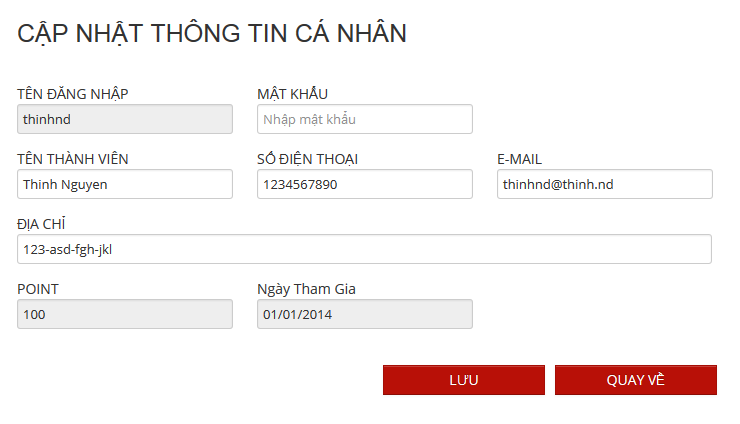 CẬP NHẬT THÔNG TIN CÁ NHÂN
TÊN ĐĂNG NHẬP MẬT KHẨU
thinhnd Nhập mật khẩu
TÊN THÀNH VIÊN SỐ ĐIỆN THOẠI E-MAIL
Thinh Nguyen 1234567890 thinhnd@thinh.nd
ĐỊA CHỈ
123-asd-fgh-jkl
POINT Ngày Tham Gia
100 01/01/2014
LƯU QUAY VỀ